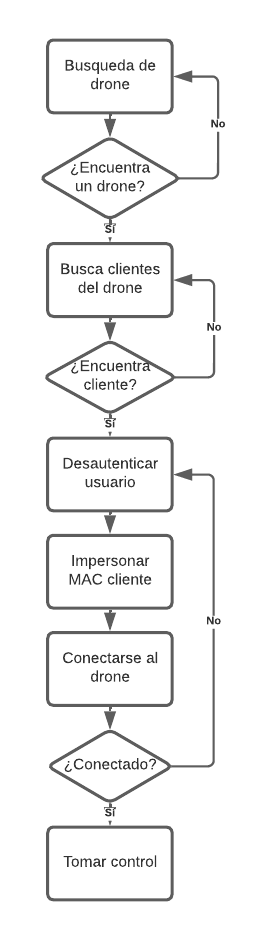 Busqueda de
drone
No
¿Encuentra
un drone?
Sí
Busca clientes
del drone
No
¿Encuentra
cliente?
Sí
Desautenticar
usuario
Impersonar
MAC cliente
No
Conectarse al
drone
¿Conectado?
Sí
Tomar control